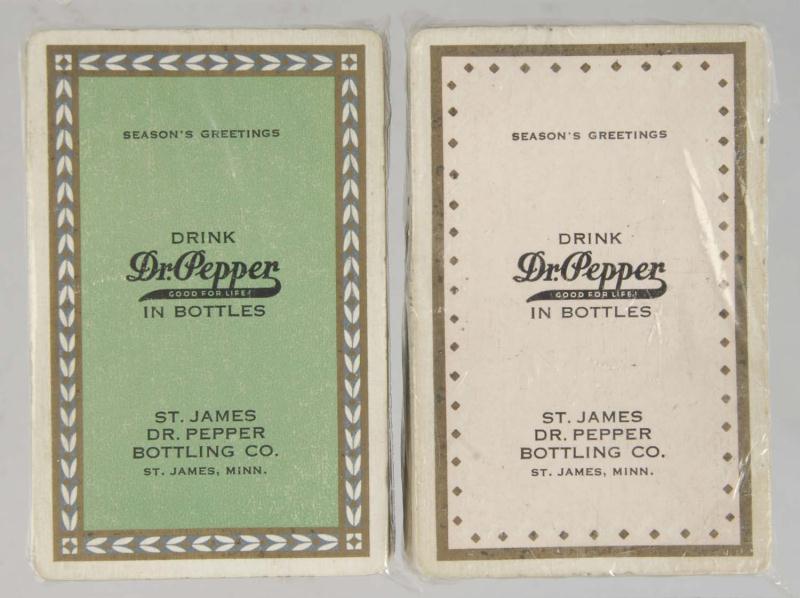 SEASON'S GREETINGS
DRINK
Dr.Pepper
GOOD FOR LIFE!
IN BOTTLES
ST. JAMES
DR. PEPPER
BOTTLING CO.
ST. JAMES, MINN.
SEASON'S GREETINGS
DRINK
Dr.Pepper
GOOD FOR LIFE!
IN BOTTLES
ST. JAMES
DR. PEPPER
BOTTLING CO.
ST. JAMES, MINN.